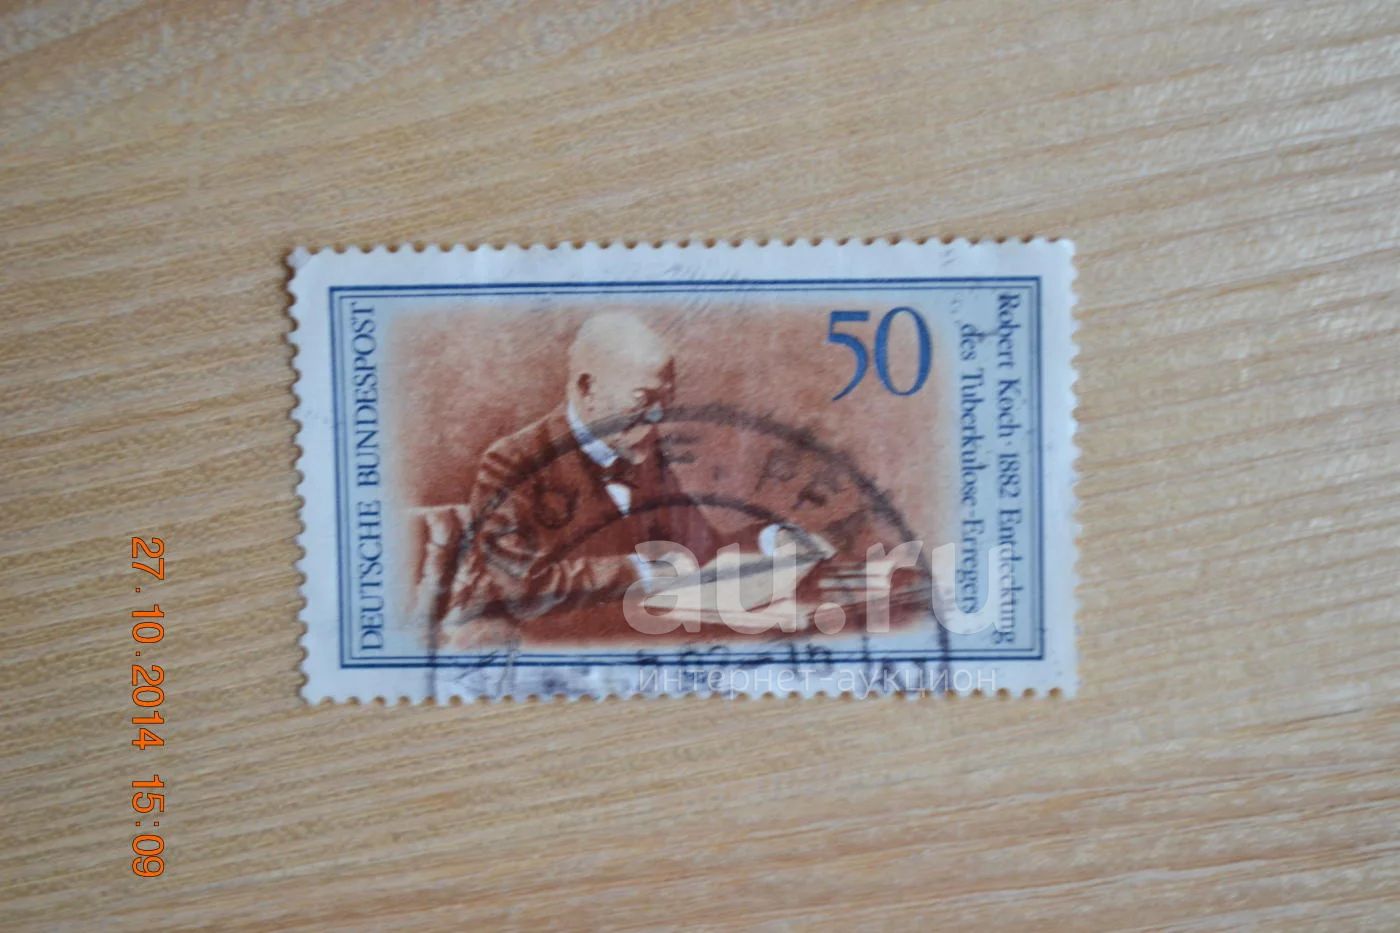 DEUTSCHE BUNDESPOST
50
Robert Koch · 1882 Entdeckung
des Tuberkulose-Erregers
au.ru
интернет-аукцион
27.10.2014 15:09